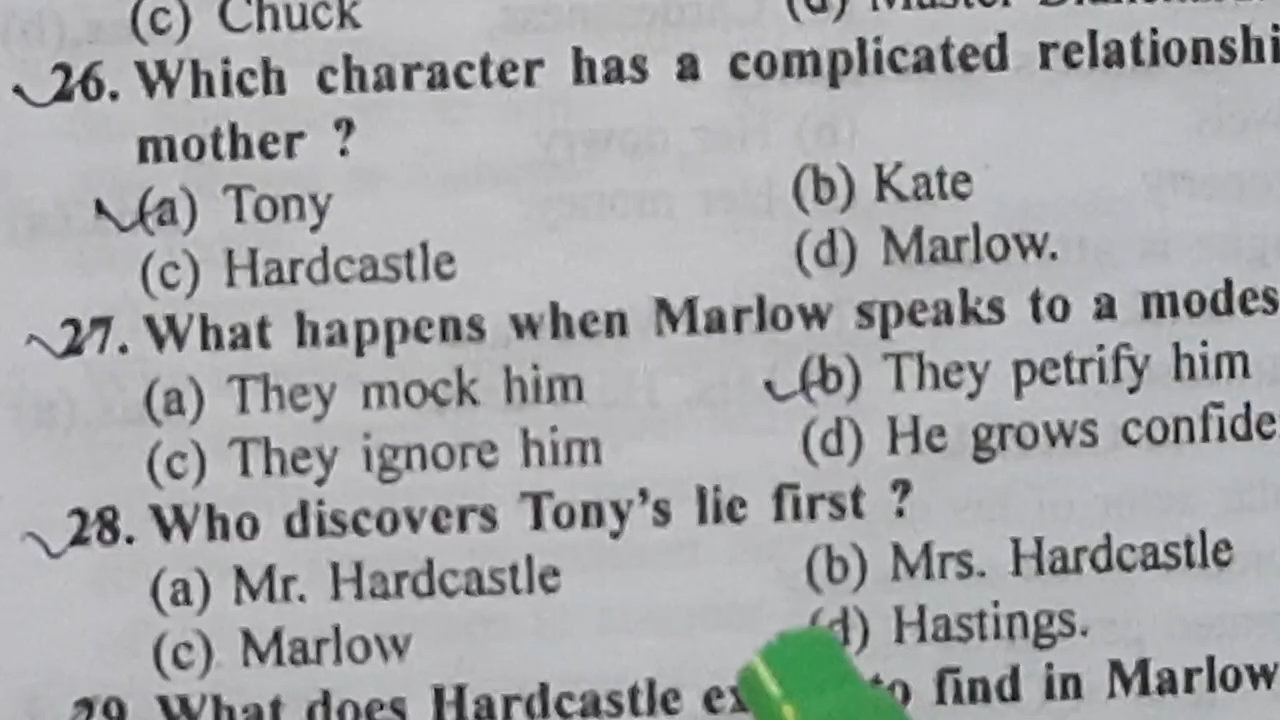 (c) Chuck
26. Which character has a complicated relationshi
mother ?
(a) Tony (b) Kate
(c) Hardcastle (d) Marlow.
27. What happens when Marlow speaks to a modes
(a) They mock him (b) They petrify him
(c) They ignore him (d) He grows confide
28. Who discovers Tony's lie first ?
(a) Mr. Hardcastle (b) Mrs. Hardcastle
(c) Marlow (d) Hastings.
29. What does Hardcastle ex to find in Marlow